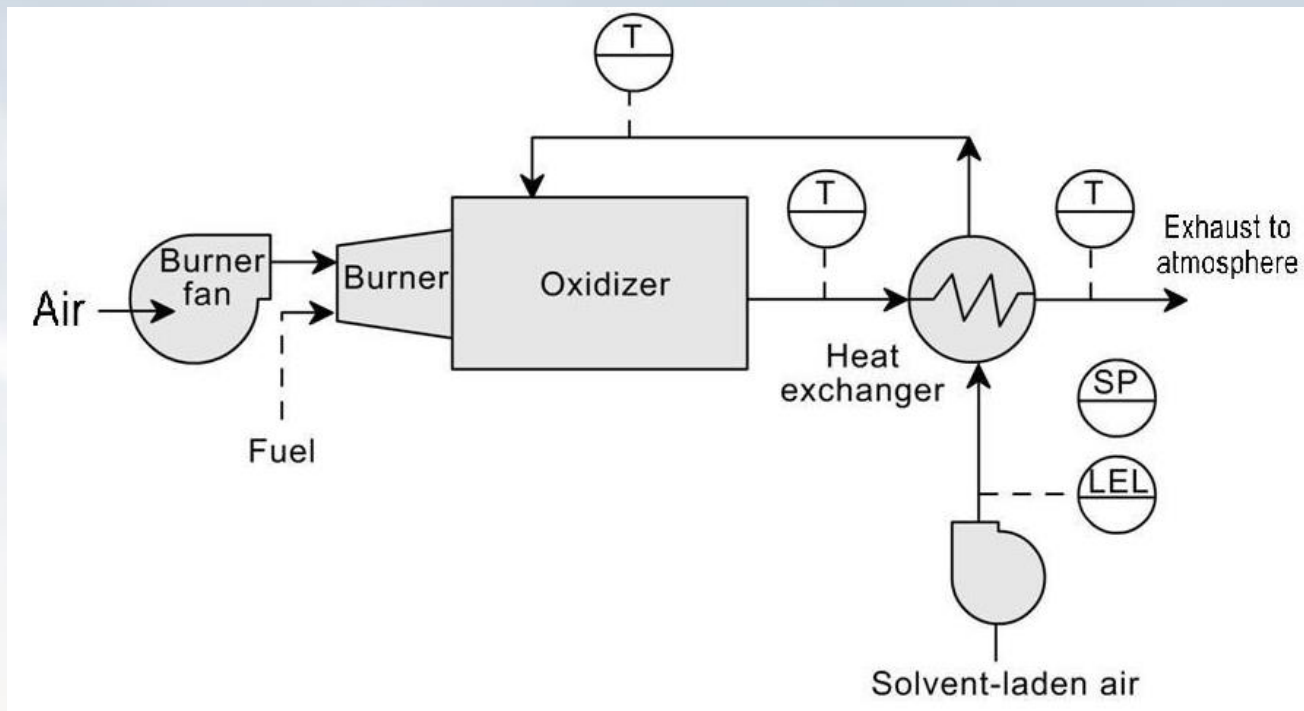 T
T
T
Exhaust to
atmosphere
Burner
fan
Burner
Oxidizer
Air
Heat
exchanger
SP
Fuel
LEL
Solvent-laden air